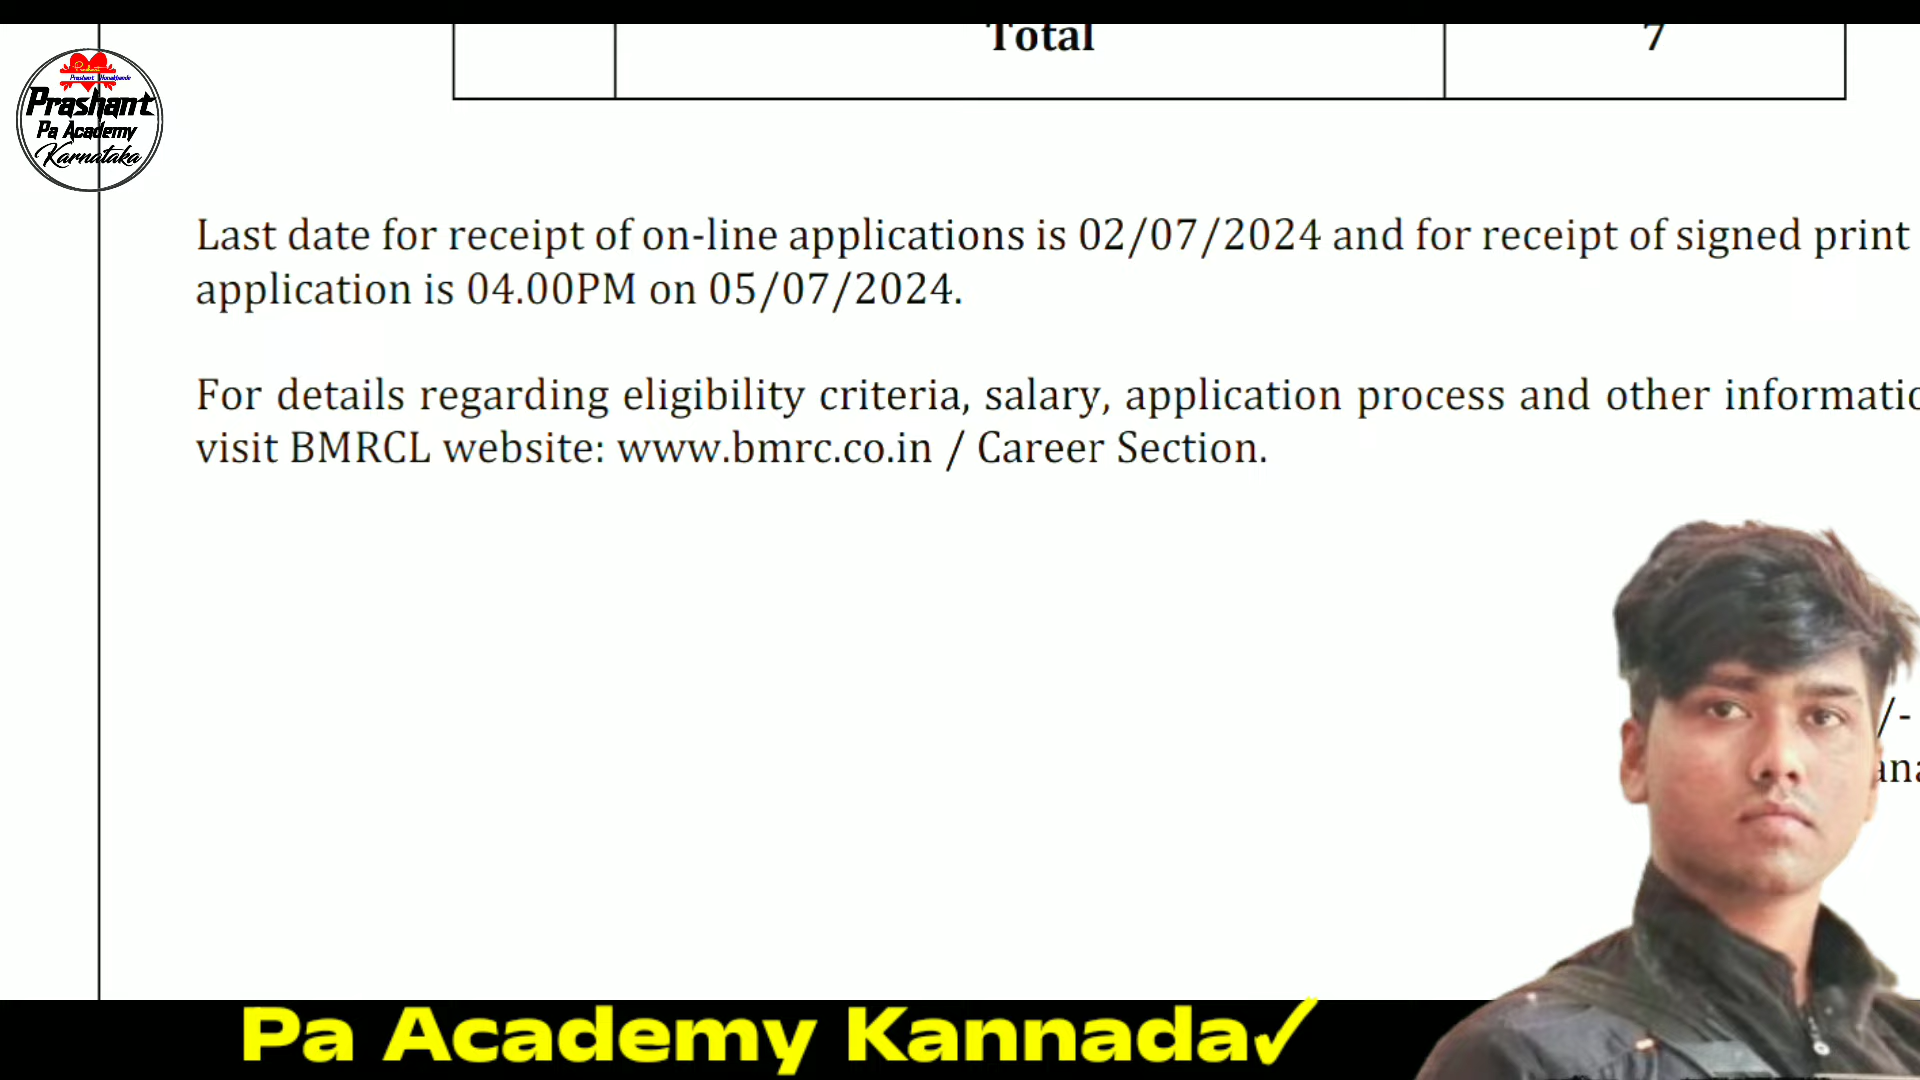 Total 7
Prashant
Prashant
Pa Academy
Karnataka
Last date for receipt of on-line applications is 02/07/2024 and for receipt of signed print
application is 04.00PM on 05/07/2024.
For details regarding eligibility criteria, salary, application process and other informatio
visit BMRCL website: www.bmrc.co.in / Career Section.
/-
ana
Pa Academy Kannada✓